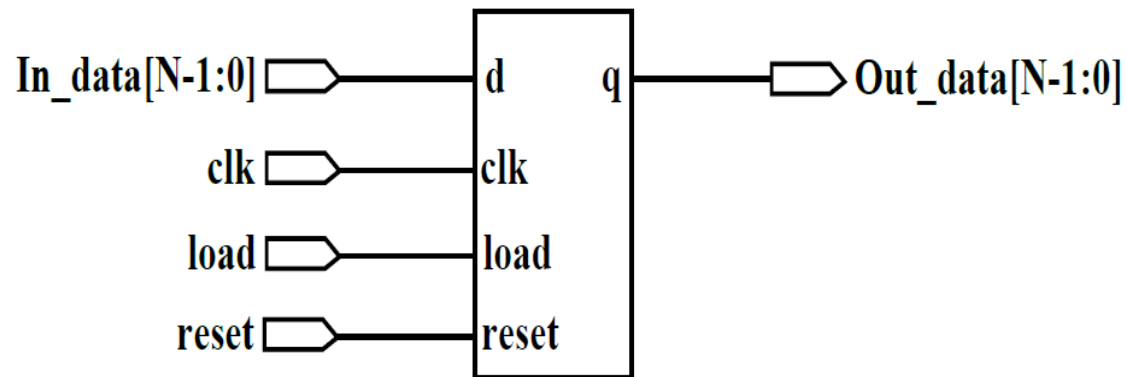 In_data[N-1:0] d q Out_data[N-1:0]
clk clk
load load
reset reset